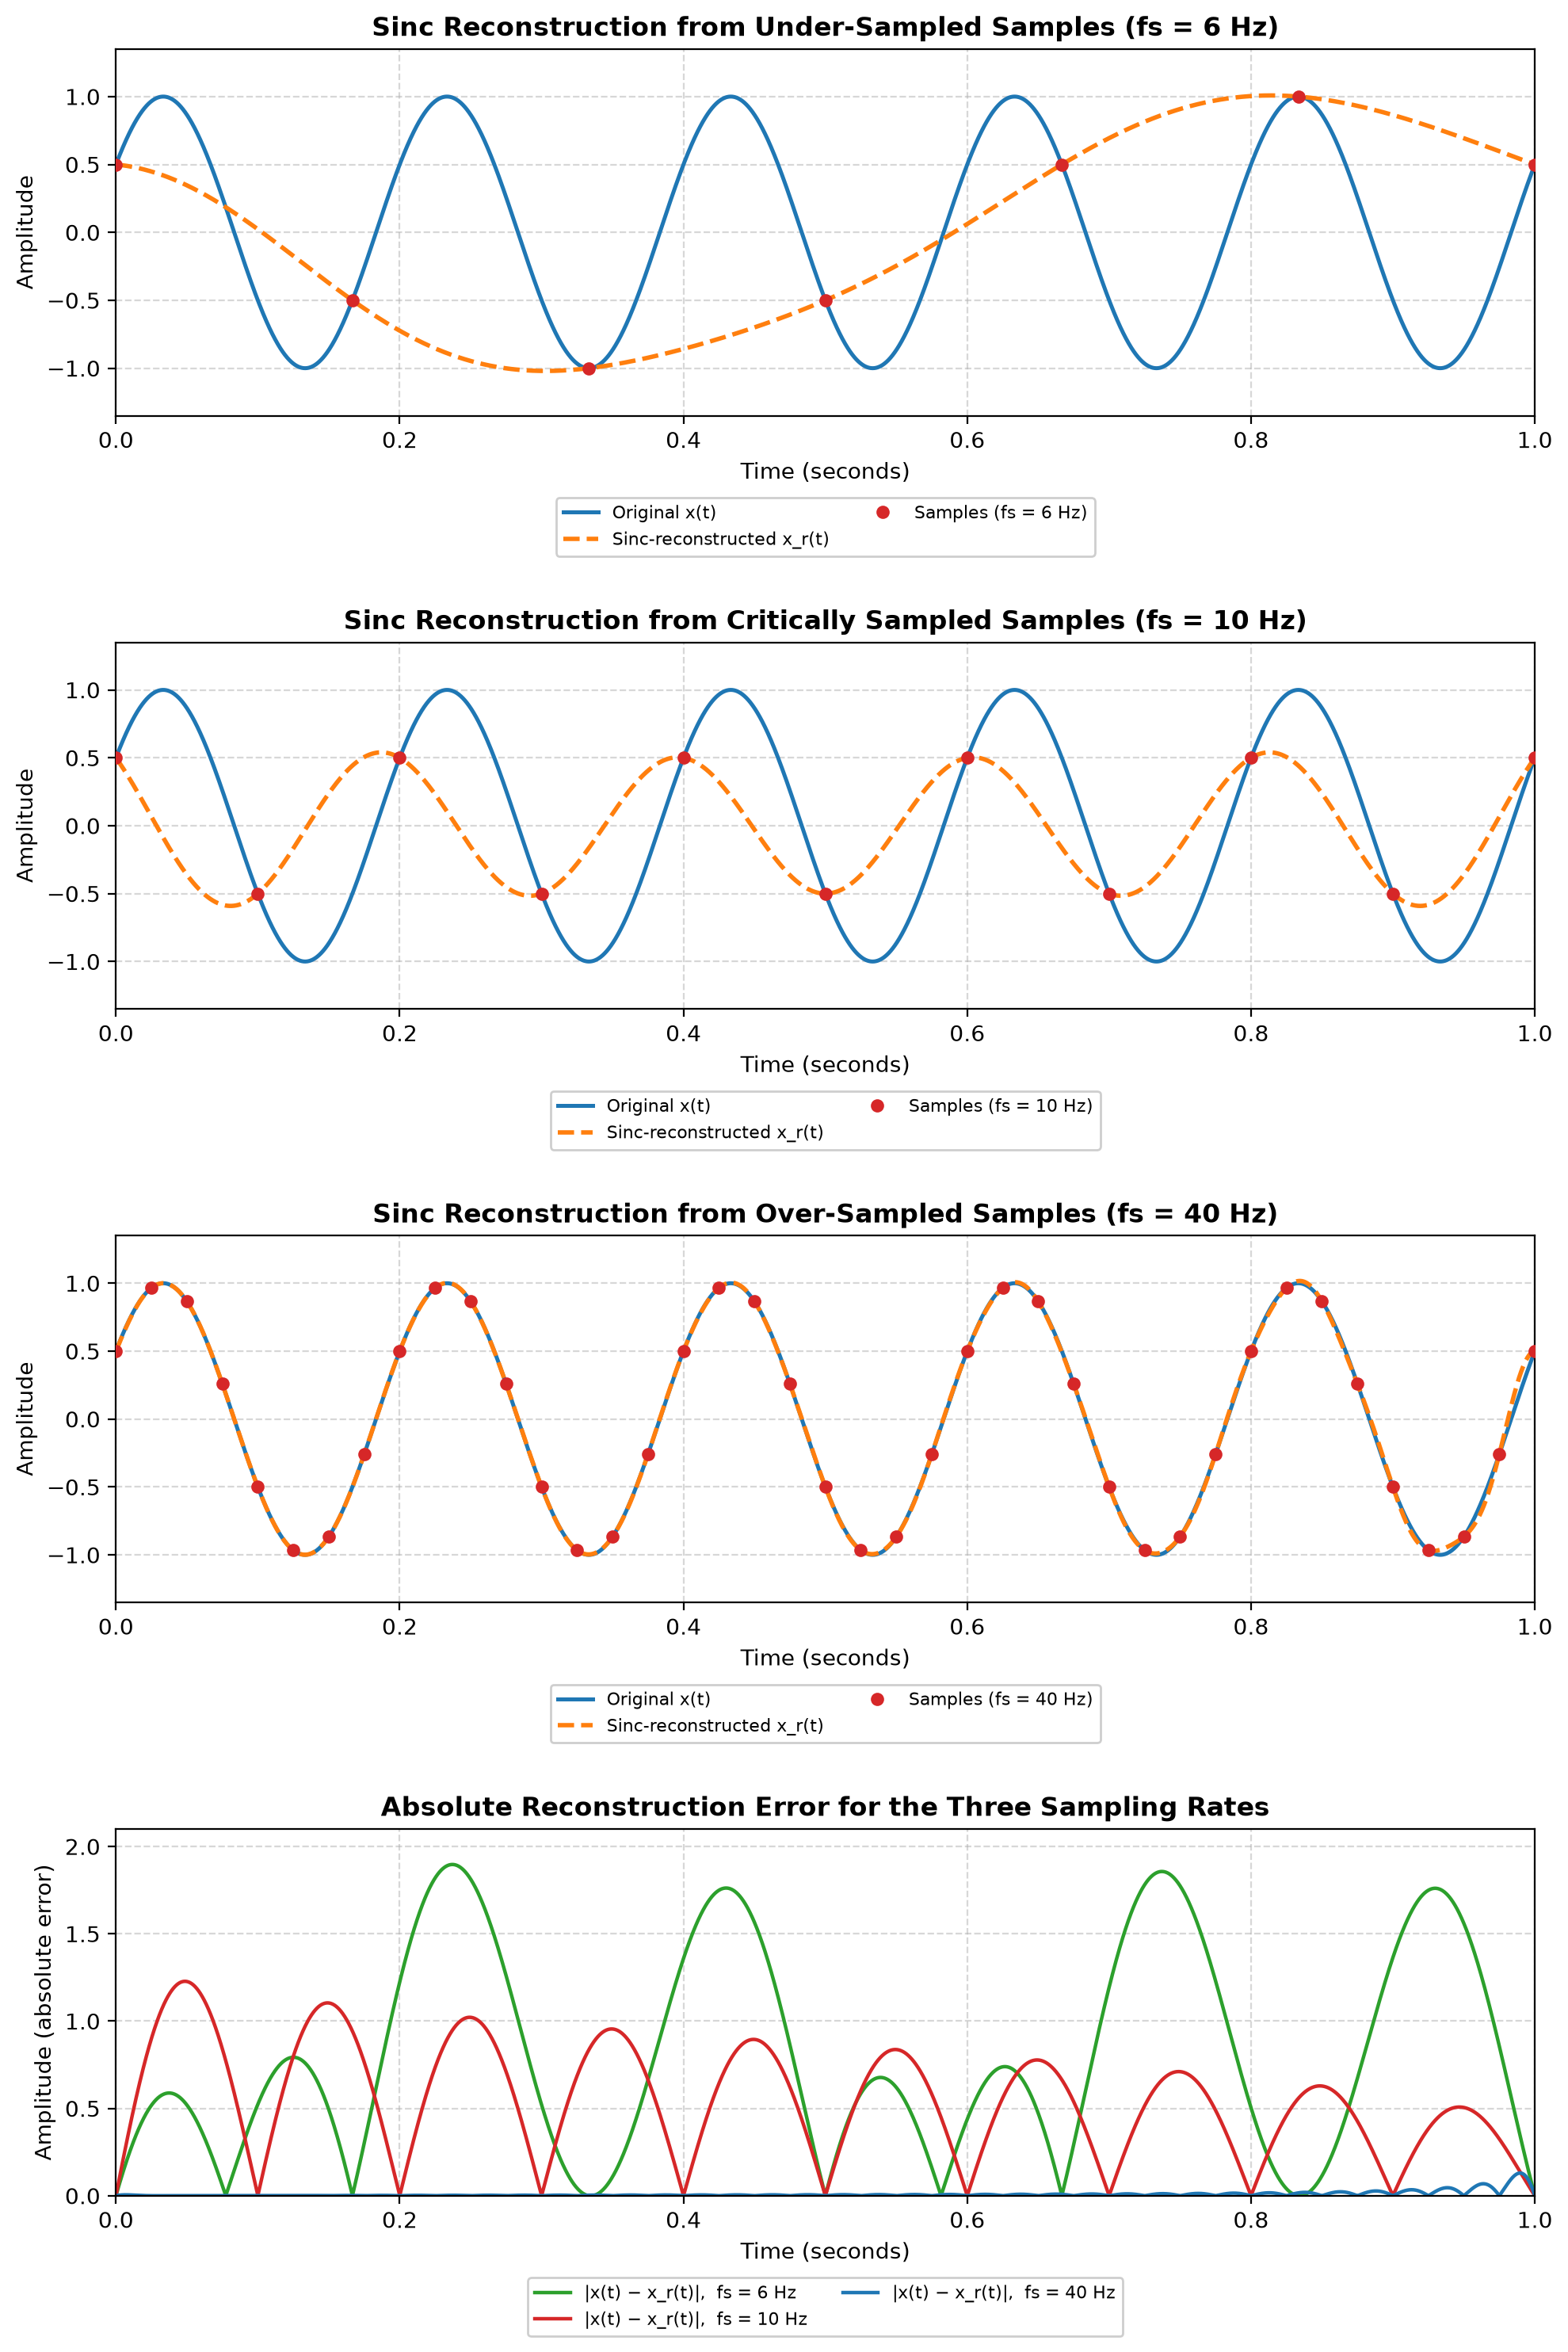 Sinc Reconstruction from Under-Sampled Samples (fs = 6 Hz)
1.0
0.5
0.0
−0.5
−1.0
Amplitude
0.0 0.2 0.4 0.6 0.8 1.0
Time (seconds)
Original x(t) Samples (fs = 6 Hz)
Sinc-reconstructed x_r(t)
Sinc Reconstruction from Critically Sampled Samples (fs = 10 Hz)
1.0
0.5
0.0
−0.5
−1.0
Amplitude
0.0 0.2 0.4 0.6 0.8 1.0
Time (seconds)
Original x(t) Samples (fs = 10 Hz)
Sinc-reconstructed x_r(t)
Sinc Reconstruction from Over-Sampled Samples (fs = 40 Hz)
1.0
0.5
0.0
−0.5
−1.0
Amplitude
0.0 0.2 0.4 0.6 0.8 1.0
Time (seconds)
Original x(t) Samples (fs = 40 Hz)
Sinc-reconstructed x_r(t)
Absolute Reconstruction Error for the Three Sampling Rates
2.0
1.5
1.0
0.5
0.0
Amplitude (absolute error)
0.0 0.2 0.4 0.6 0.8 1.0
Time (seconds)
|x(t) − x_r(t)|, fs = 6 Hz |x(t) − x_r(t)|, fs = 40 Hz
|x(t) − x_r(t)|, fs = 10 Hz